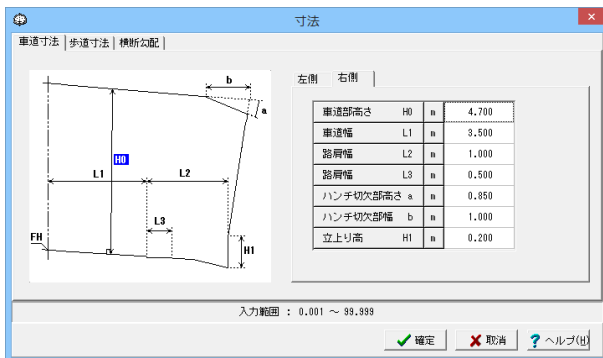 寸法
車道寸法 歩道寸法 横断勾配
左側 右側
b
a
H0
L1 L2
L3
FH
H1
車道部高さ H0 m 4.700
車道幅 L1 m 3.500
路肩幅 L2 m 1.000
路肩幅 L3 m 0.500
ハンチ切欠部高さ a m 0.850
ハンチ切欠部幅 b m 1.000
立上り高 H1 m 0.200
入力範囲 : 0.001 ～ 99.999
確定 取消 ヘルプ(H)